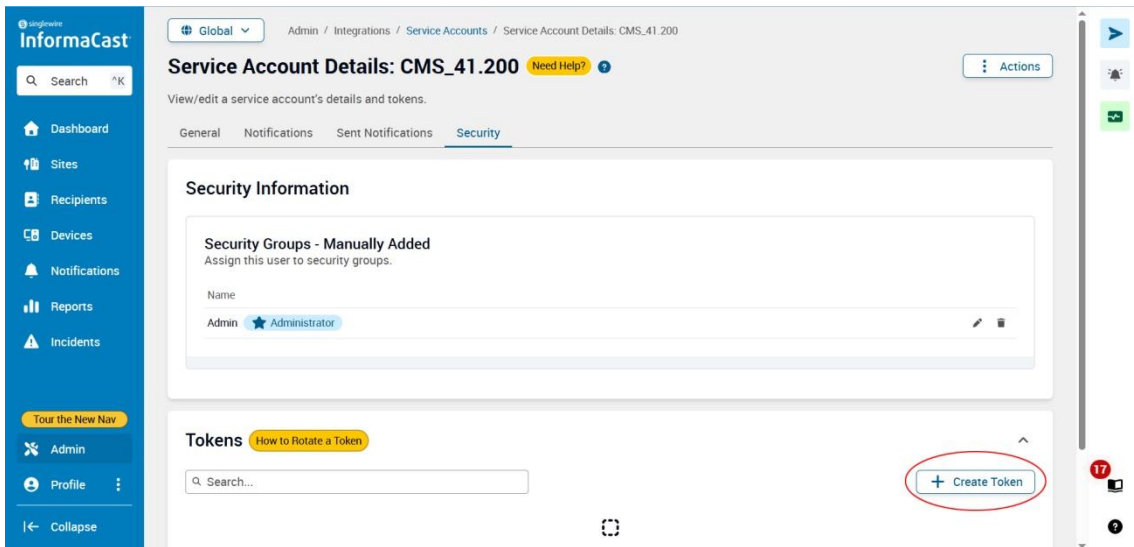 singlewire
InformaCast
Search ^K
Dashboard
Sites
Recipients
Devices
Notifications
Reports
Incidents
Tour the New Nav
Admin
Profile
Collapse
Global
Admin / Integrations / Service Accounts / Service Account Details: CMS_41.200
Service Account Details: CMS_41.200 Need Help? ?
Actions
View/edit a service account's details and tokens.
General Notifications Sent Notifications Security
Security Information
Security Groups - Manually Added
Assign this user to security groups.
Name
Admin Administrator
Tokens How to Rotate a Token
Search...
+ Create Token
17
?